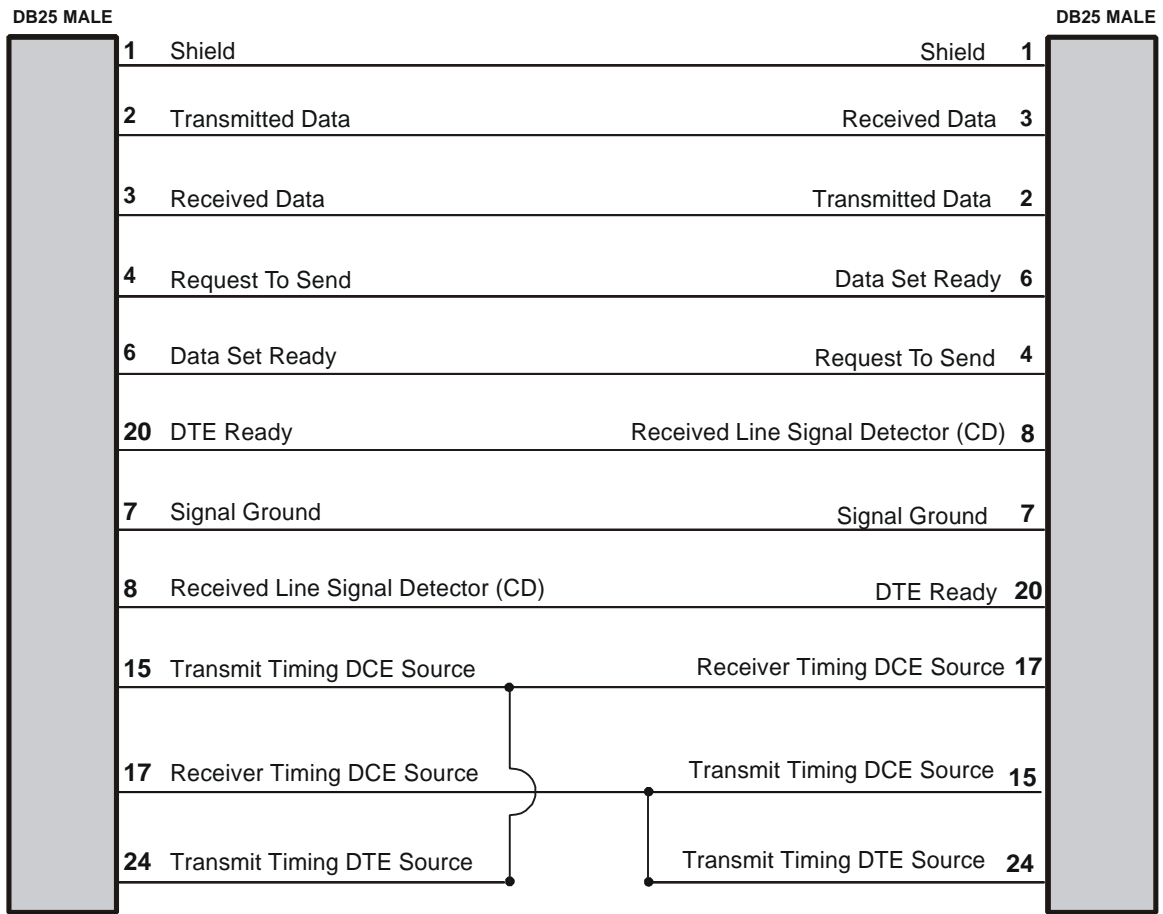 DB25 MALE DB25 MALE
1 Shield Shield 1
2 Transmitted Data Received Data 3
3 Received Data Transmitted Data 2
4 Request To Send Data Set Ready 6
6 Data Set Ready Request To Send 4
20 DTE Ready Received Line Signal Detector (CD) 8
7 Signal Ground Signal Ground 7
8 Received Line Signal Detector (CD) DTE Ready 20
15 Transmit Timing DCE Source Receiver Timing DCE Source 17
17 Receiver Timing DCE Source Transmit Timing DCE Source 15
24 Transmit Timing DTE Source Transmit Timing DTE Source 24